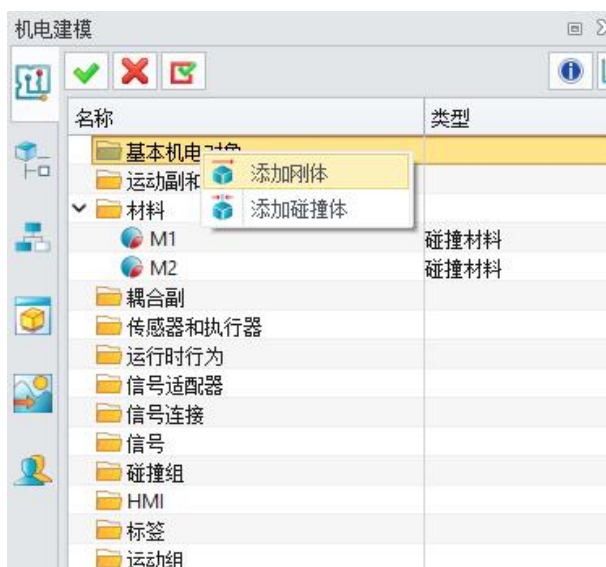 机电建模
名称 类型
基本机电对象
添加刚体
运动副和
添加碰撞体
材料
M1 碰撞材料
M2 碰撞材料
耦合副
传感器和执行器
运行时行为
信号适配器
信号连接
信号
碰撞组
HMI
标签
运动组